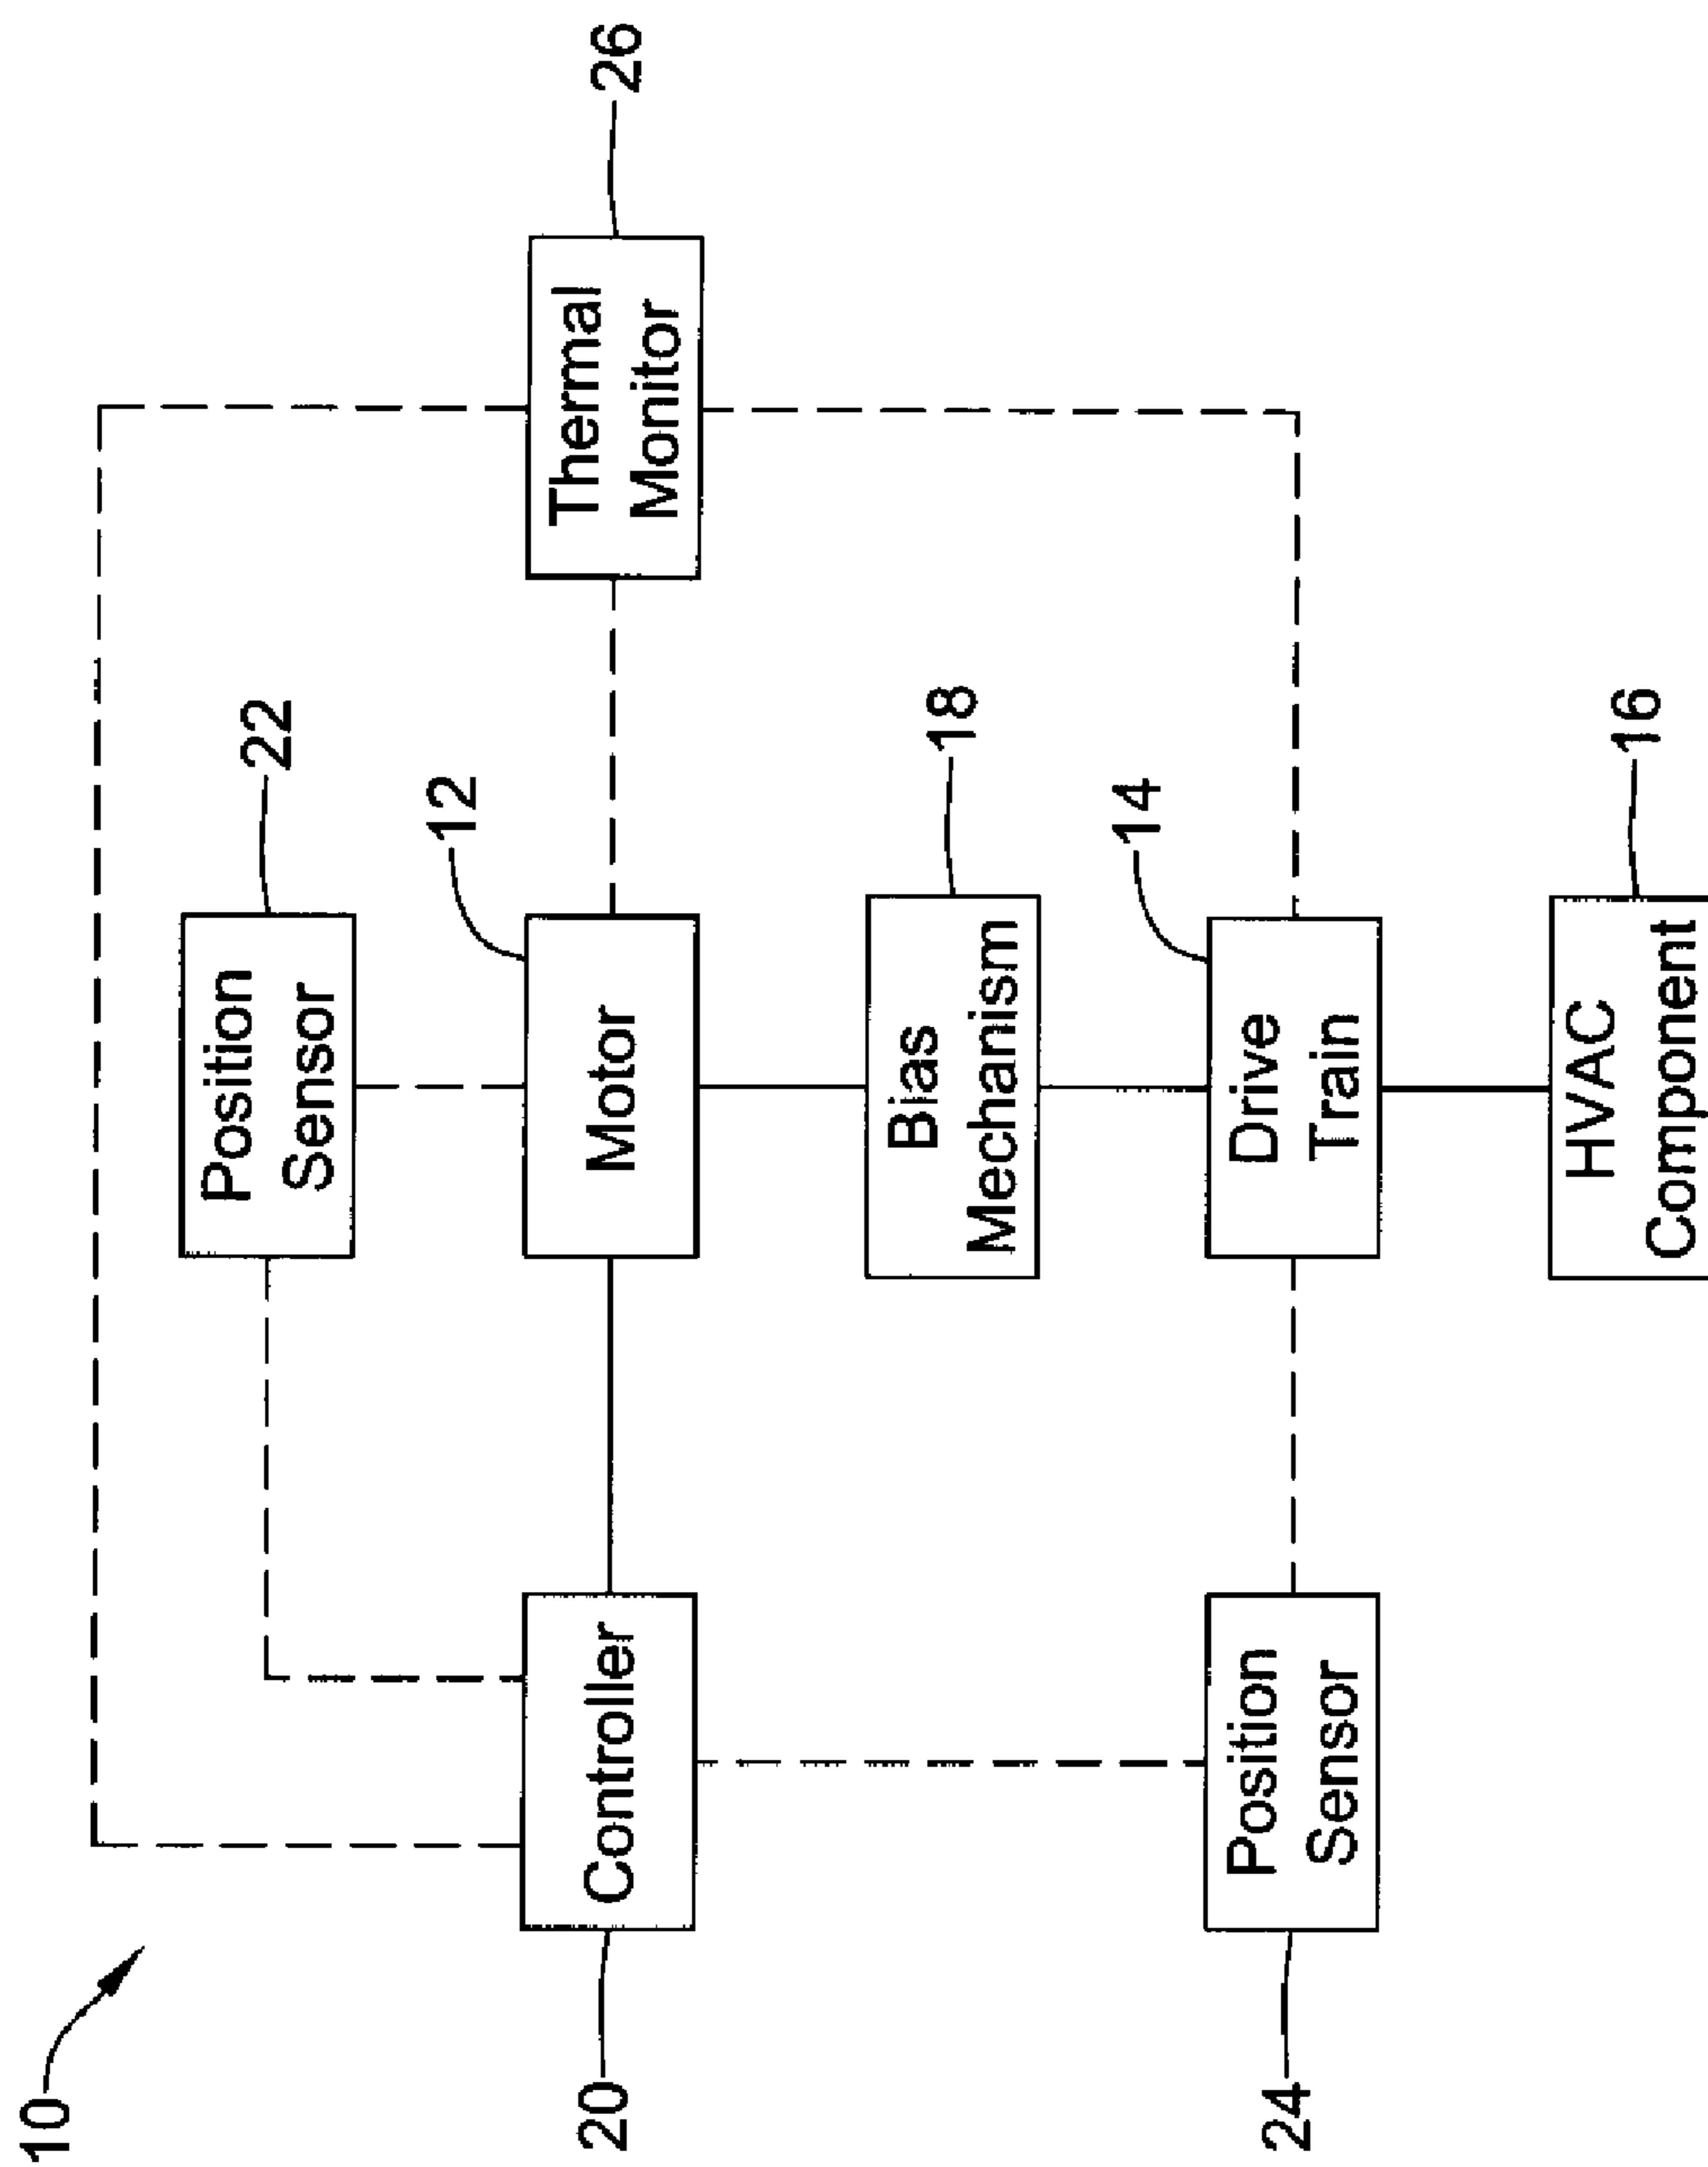 10
22
Position
Sensor
12
26
20
Controller
Motor
Thermal
Monitor
18
Bias
Mechanism
14
24
Position
Sensor
Drive
Train
16
HVAC
Component